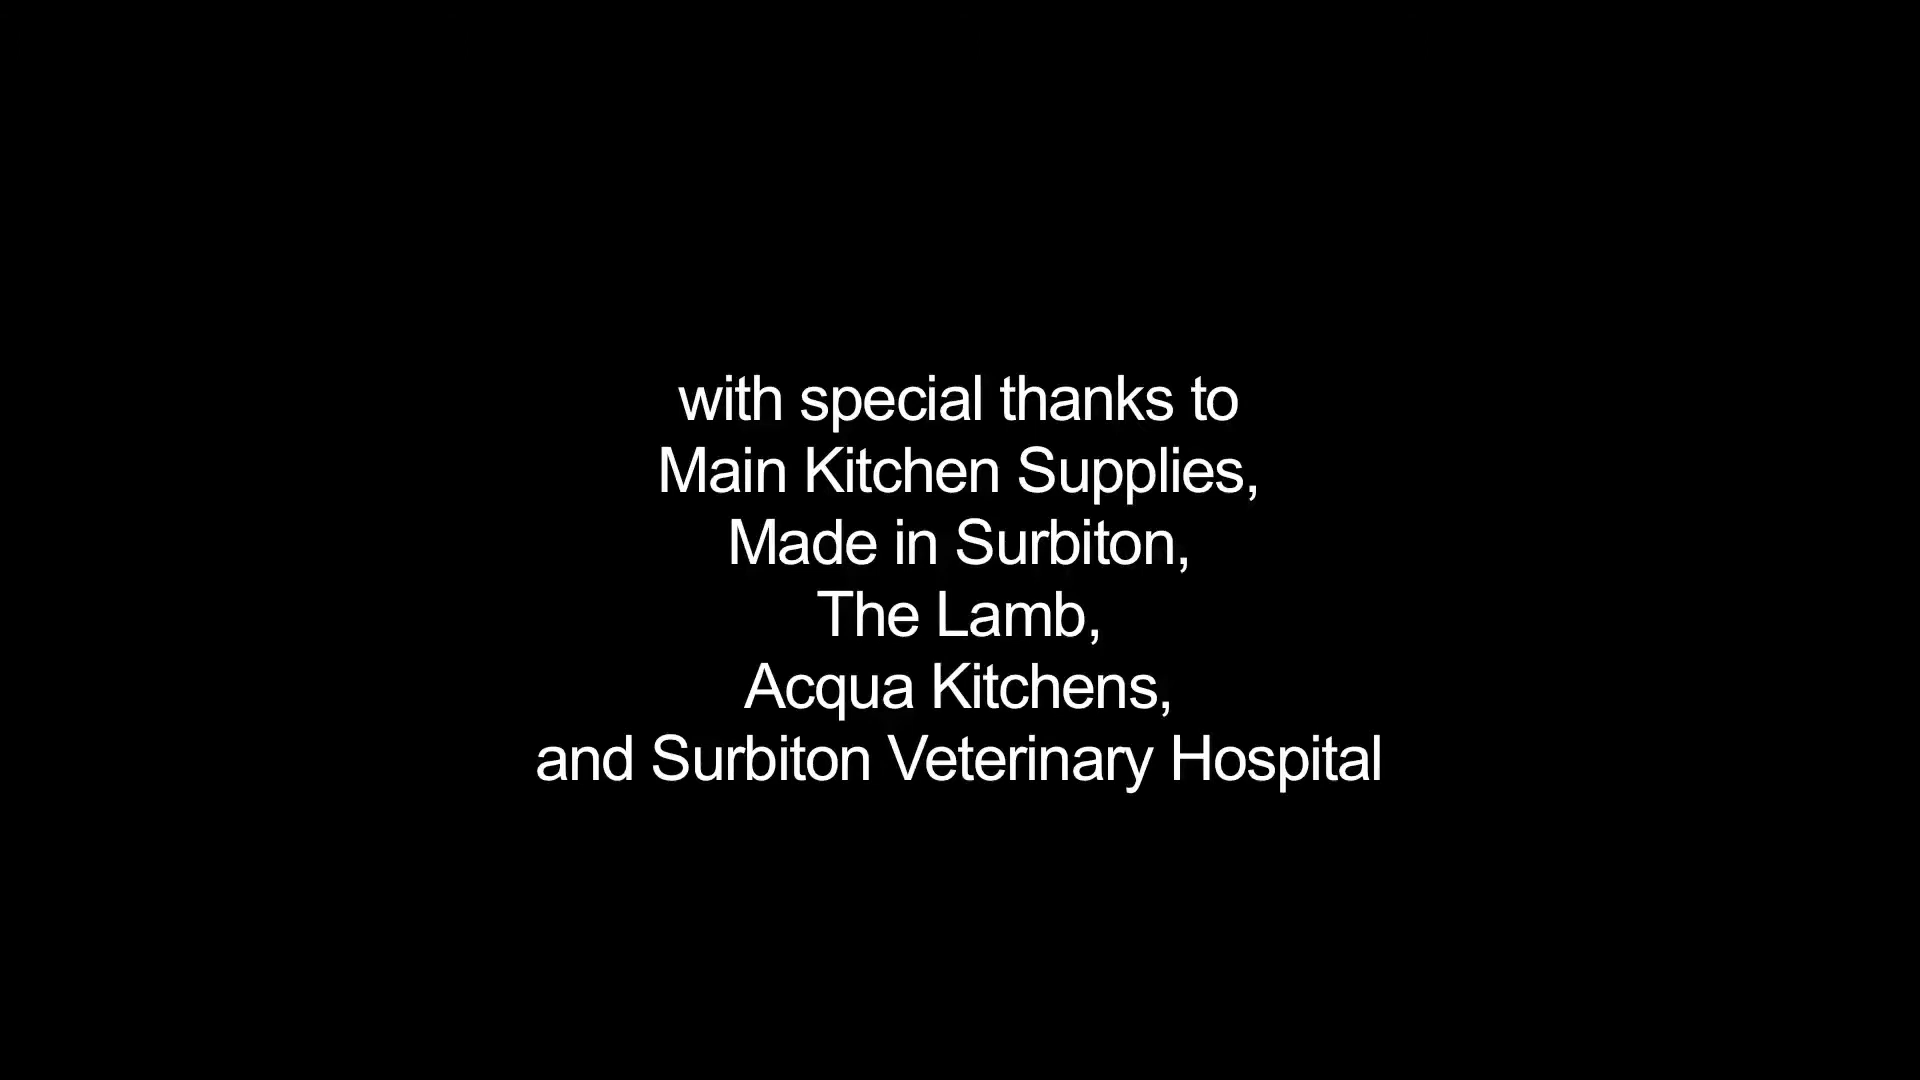 with special thanks to
Main Kitchen Supplies,
Made in Surbiton,
The Lamb,
Acqua Kitchens,
and Surbiton Veterinary Hospital